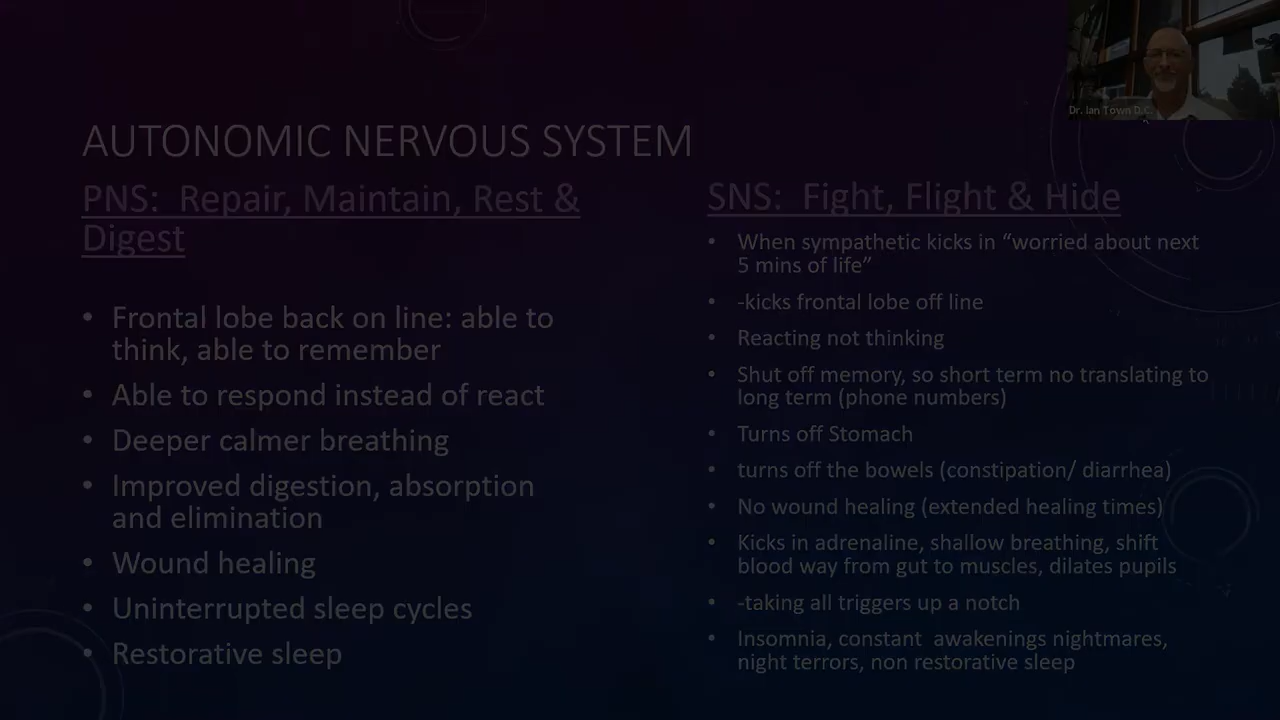 Dr. Ian Town D.C.
AUTONOMIC NERVOUS SYSTEM
PNS: Repair, Maintain, Rest &
Digest
• Frontal lobe back on line: able to
think, able to remember
• Able to respond instead of react
• Deeper calmer breathing
• Improved digestion, absorption
and elimination
• Wound healing
• Uninterrupted sleep cycles
• Restorative sleep
SNS: Fight, Flight & Hide
• When sympathetic kicks in “worried about next
5 mins of life”
• -kicks frontal lobe off line
• Reacting not thinking
• Shut off memory, so short term no translating to
long term (phone numbers)
• Turns off Stomach
• turns off the bowels (constipation/ diarrhea)
• No wound healing (extended healing times)
• Kicks in adrenaline, shallow breathing, shift
blood way from gut to muscles, dilates pupils
• -taking all triggers up a notch
• Insomnia, constant  awakenings nightmares,
night terrors, non restorative sleep